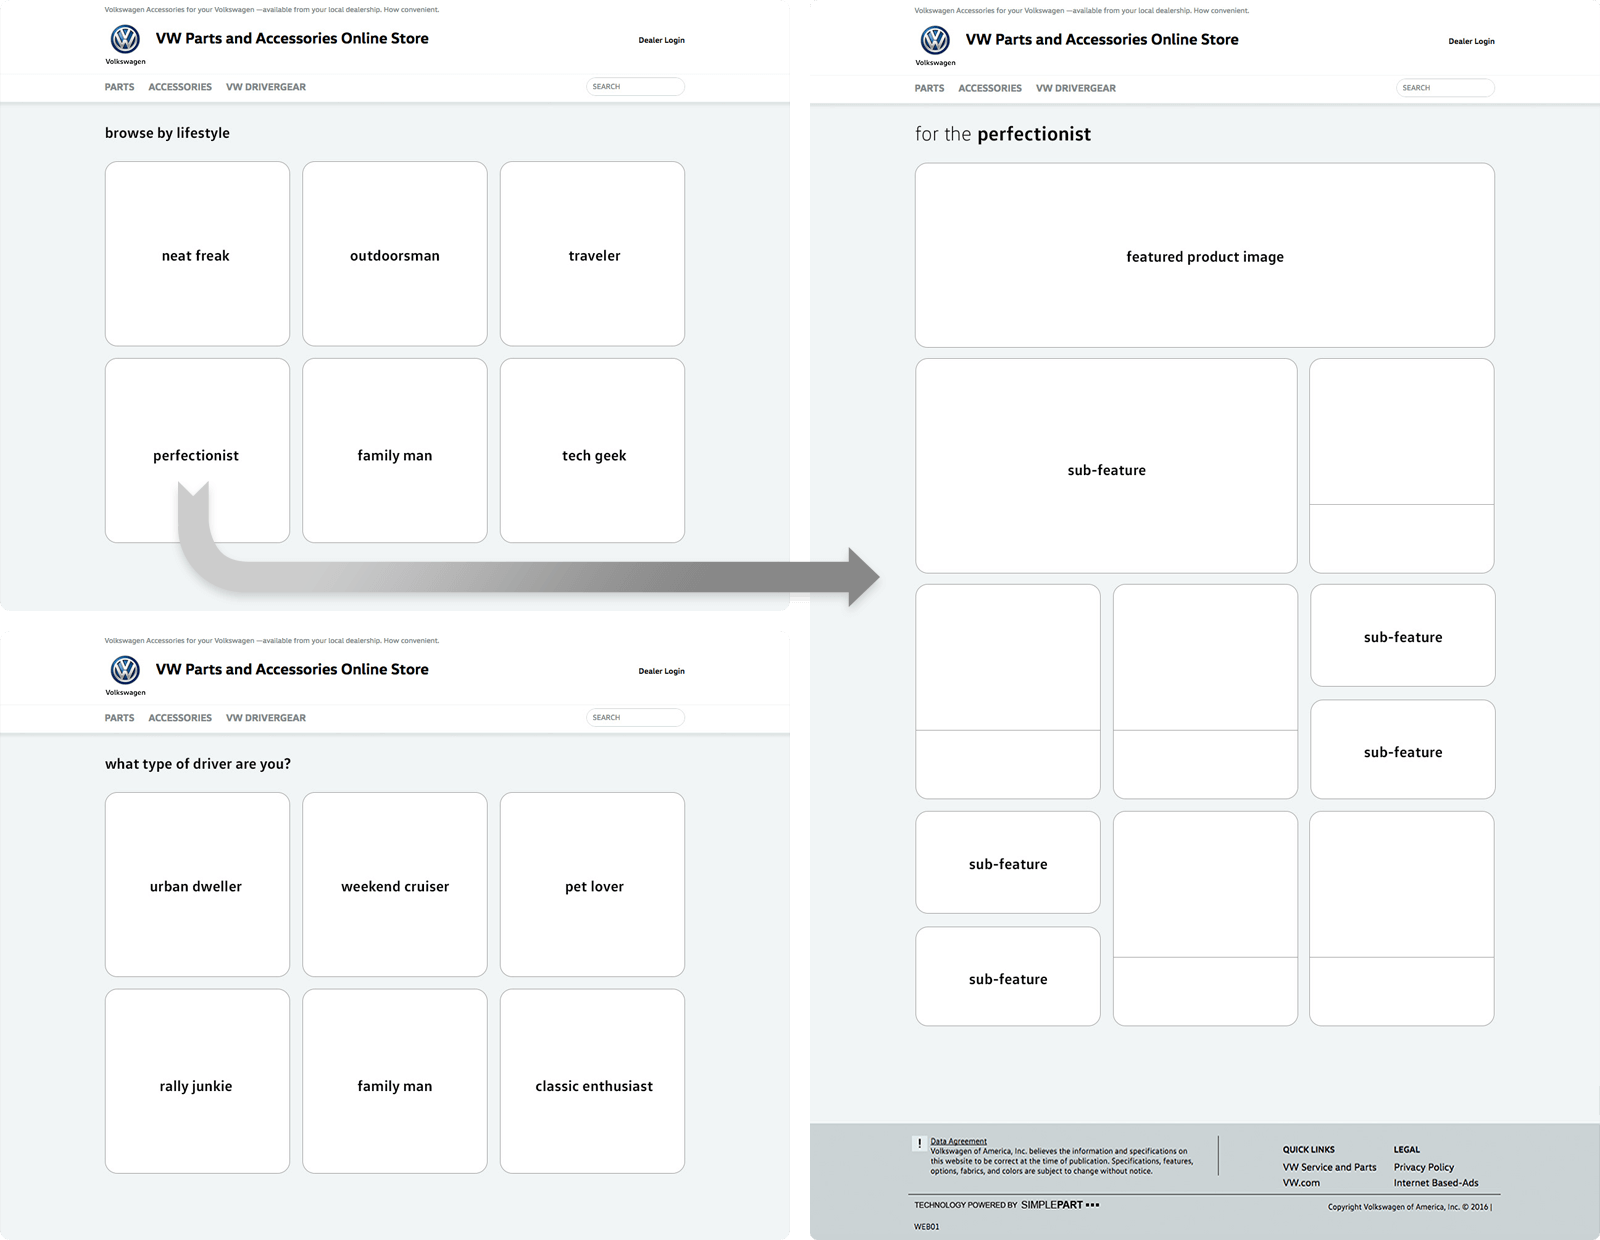 Volkswagen Accessories for your Volkswagen —available from your local dealership. How convenient.
VW Parts and Accessories Online Store
Dealer Login
Volkswagen
PARTS ACCESSORIES VW DRIVERGEAR
SEARCH
browse by lifestyle
neat freak
outdoorsman
traveler
perfectionist
family man
tech geek
Volkswagen Accessories for your Volkswagen —available from your local dealership. How convenient.
VW Parts and Accessories Online Store
Dealer Login
Volkswagen
PARTS ACCESSORIES VW DRIVERGEAR
SEARCH
what type of driver are you?
urban dweller
weekend cruiser
pet lover
rally junkie
family man
classic enthusiast
Volkswagen Accessories for your Volkswagen —available from your local dealership. How convenient.
VW Parts and Accessories Online Store
Dealer Login
Volkswagen
PARTS ACCESSORIES VW DRIVERGEAR
SEARCH
for the perfectionist
featured product image
sub-feature
sub-feature
sub-feature
sub-feature
sub-feature
! Data Agreement
Volkswagen of America, Inc. believes the information and specifications on
this website to be correct at the time of publication. Specifications, features,
options, fabrics, and colors are subject to change without notice.
QUICK LINKS
VW Service and Parts
VW.com
LEGAL
Privacy Policy
Internet Based-Ads
TECHNOLOGY POWERED BY SIMPLEPART
Copyright Volkswagen of America, Inc. © 2016 |
WEB01